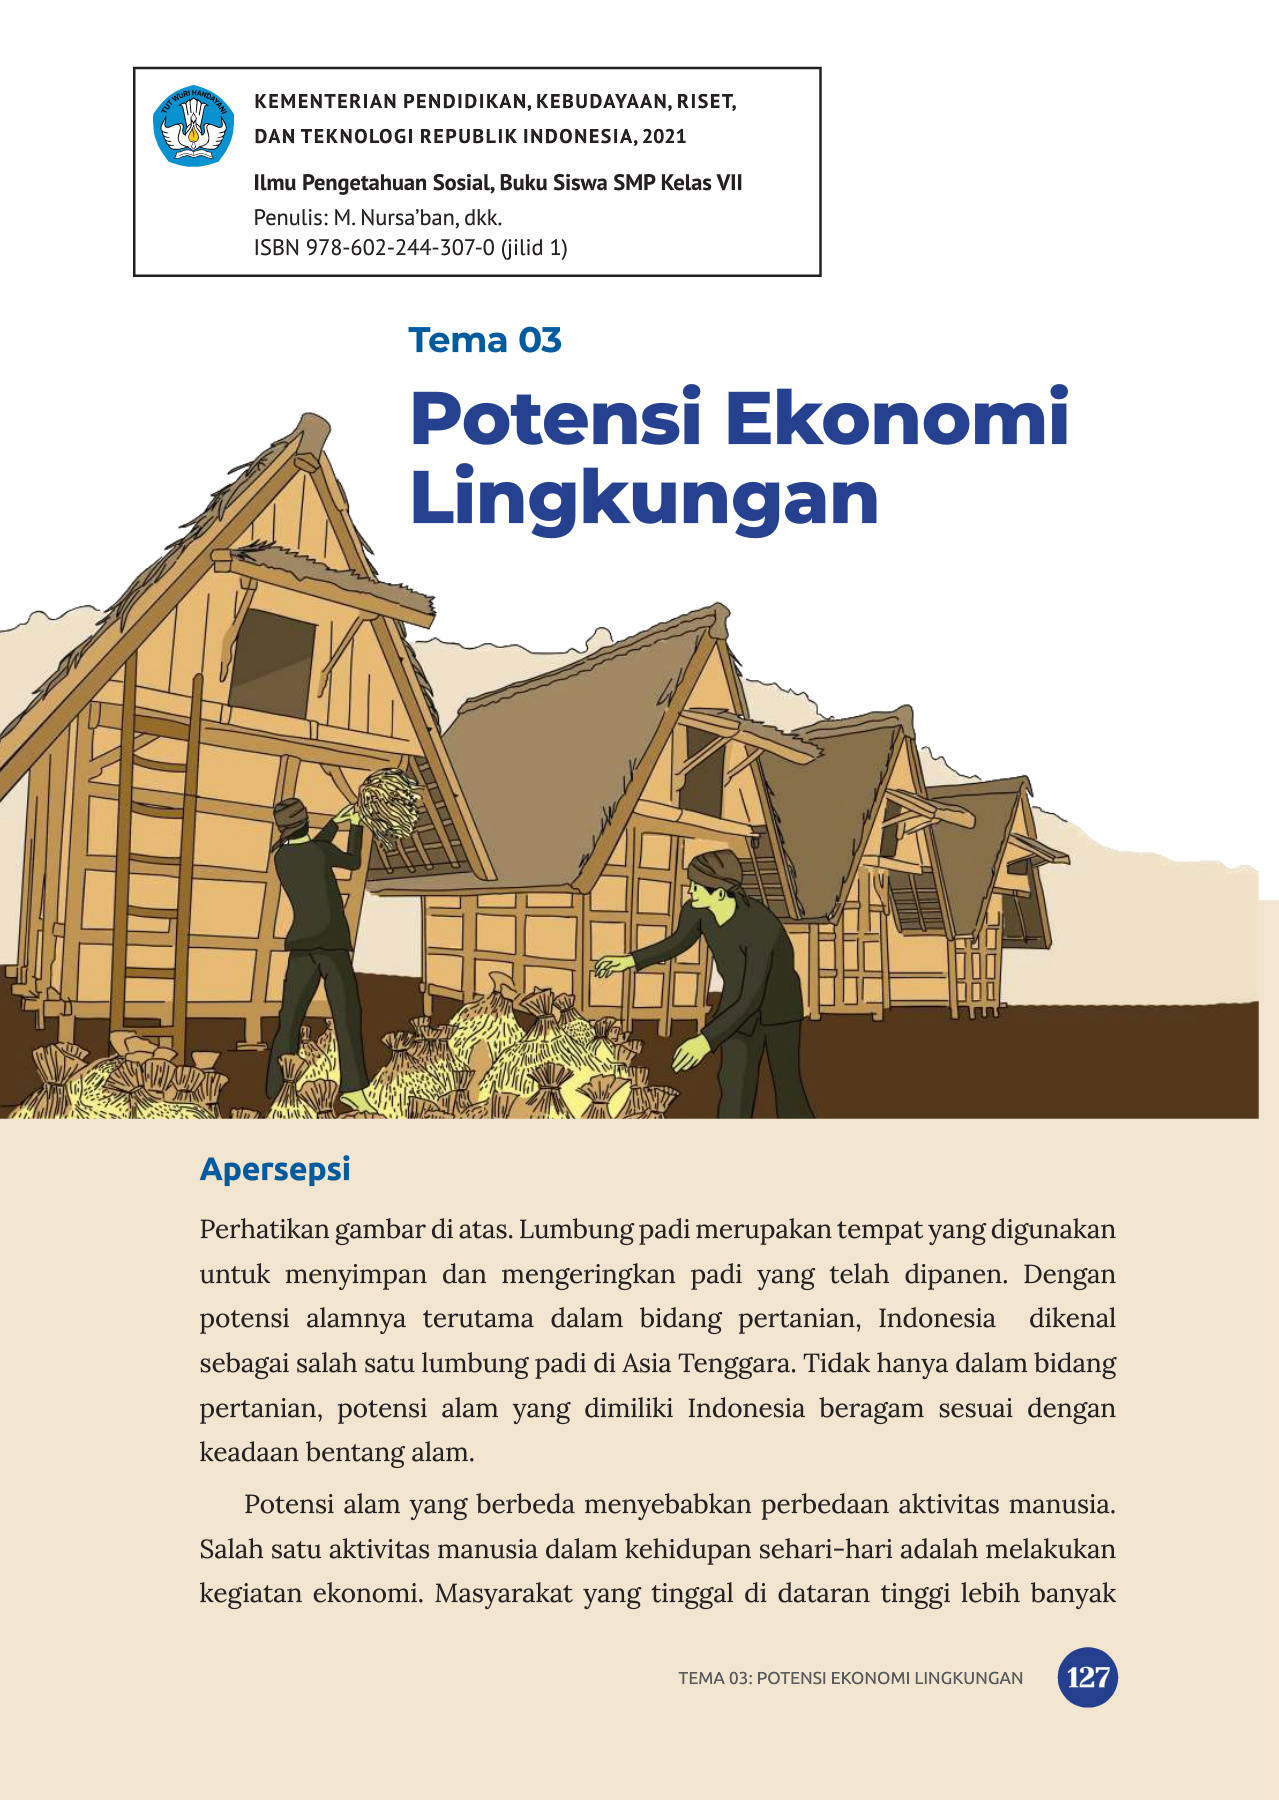 TUT WURI HANDAYANI
KEMENTERIAN PENDIDIKAN, KEBUDAYAAN, RISET,
DAN TEKNOLOGI REPUBLIK INDONESIA, 2021
Ilmu Pengetahuan Sosial, Buku Siswa SMP Kelas VII
Penulis: M. Nursa’ban, dkk.
ISBN 978-602-244-307-0 (jilid 1)
Tema 03
Potensi Ekonomi
Lingkungan
Apersepsi
Perhatikan gambar di atas. Lumbung padi merupakan tempat yang digunakan
untuk menyimpan dan mengeringkan padi yang telah dipanen. Dengan
potensi alamnya terutama dalam bidang pertanian, Indonesia dikenal
sebagai salah satu lumbung padi di Asia Tenggara. Tidak hanya dalam bidang
pertanian, potensi alam yang dimiliki Indonesia beragam sesuai dengan
keadaan bentang alam.
Potensi alam yang berbeda menyebabkan perbedaan aktivitas manusia.
Salah satu aktivitas manusia dalam kehidupan sehari-hari adalah melakukan
kegiatan ekonomi. Masyarakat yang tinggal di dataran tinggi lebih banyak
TEMA 03: POTENSI EKONOMI LINGKUNGAN
127